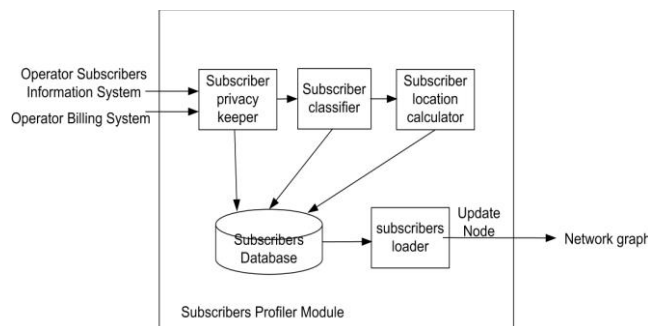 Operator Subscribers
Information System
Operator Billing System
Subscriber
privacy
keeper
Subscriber
classifier
Subscriber
location
calculator
Subscribers
Database
subscribers
loader
Update
Node
Network graph
Subscribers Profiler Module